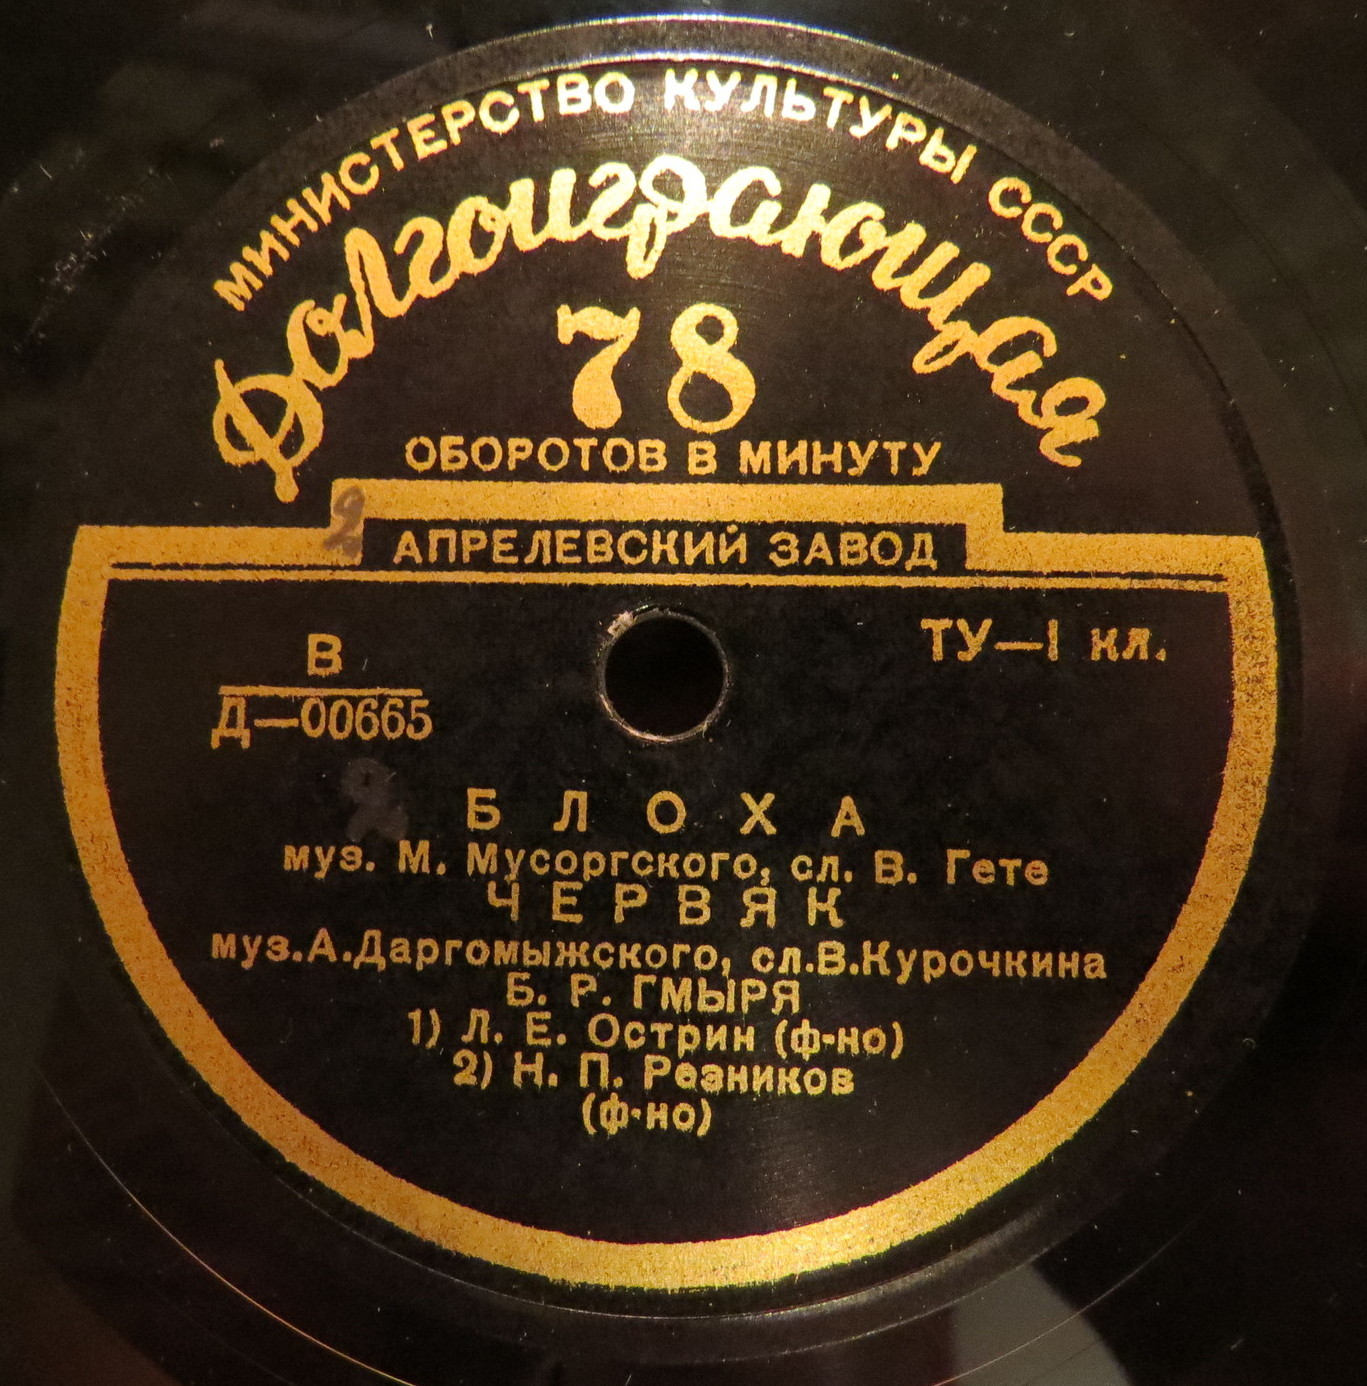 МИНИСТЕРСТВО КУЛЬТУРЫ СССР
Долгоиграющая
78
ОБОРОТОВ В МИНУТУ
АПРЕЛЕВСКИЙ ЗАВОД
В
Д—00665
ТУ—I кл.
БЛОХА
муз. М. Мусоргского, сл. В. Гете
ЧЕРВЯК
муз.А.Даргомыжского, сл.В.Курочкина
Б. Р. ГМЫРЯ
1) Л. Е. Острин (ф-но)
2) Н. П. Резников
(ф-но)